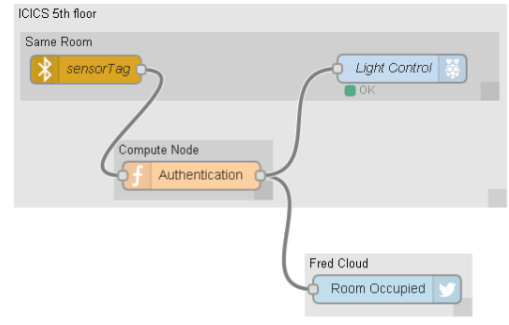 ICICS 5th floor
Same Room
sensorTag
Light Control
OK
Compute Node
Authentication
Fred Cloud
Room Occupied